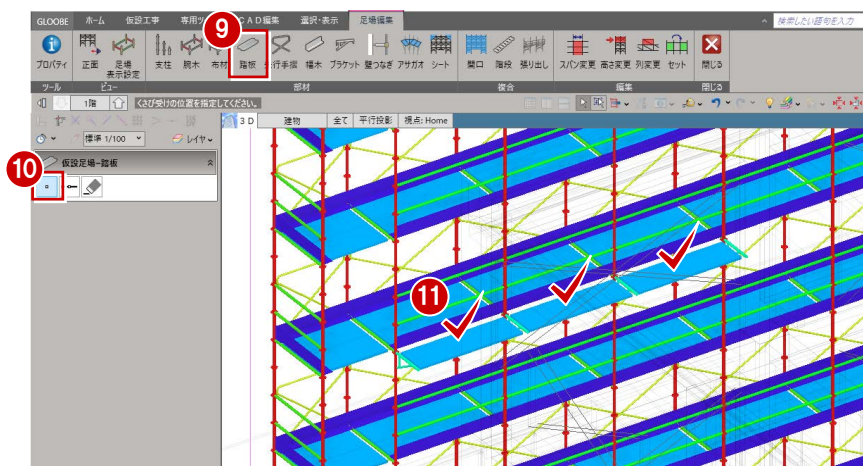 GLOOBE ホーム 仮設工事 専用ツ CAD編集 選択・表示 足場編集 検索したい語句を入力
9
プロパティ 正面 足場 表示設定 支柱 腕木 布材 踏板 先行手摺 幅木 ブラケット 壁つなぎ アサガオ シート 開口 階段 張り出し スパン変更 高さ変更 列変更 セット 閉じる
ツール ビュー 部材 複合 編集 閉じる
1階 くさび受けの位置を指定してください。
3D 建物 全て 平行投影 視点: Home
標準 1/100 レイヤ
10
仮設足場-踏板
11